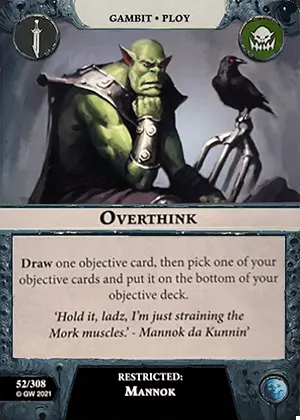 GAMBIT • PLOY
OVERTHINK
Draw one objective card, then pick one of your
objective cards and put it on the bottom of your
objective deck.
'Hold it, ladz, I'm just straining the
Mork muscles.' - Mannok da Kunnin'
52/308
© GW 2021
RESTRICTED:
MANNOK